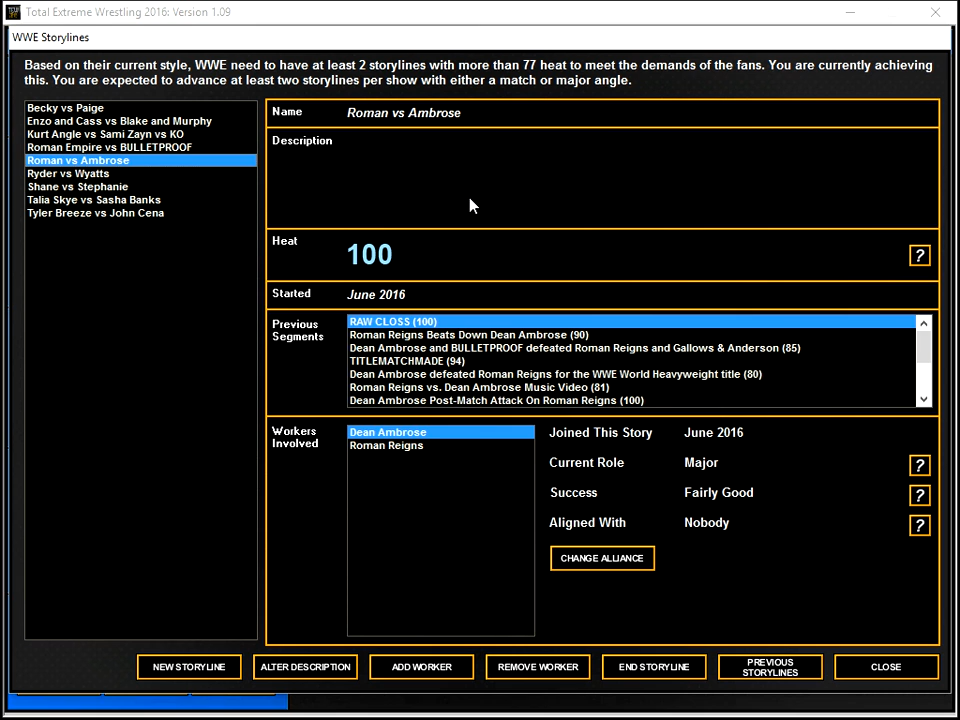 Total Extreme Wrestling 2016: Version 1.09
WWE Storylines
Based on their current style, WWE need to have at least 2 storylines with more than 77 heat to meet the demands of the fans. You are currently achieving
this. You are expected to advance at least two storylines per show with either a match or major angle.
Becky vs Paige
Enzo and Cass vs Blake and Murphy
Kurt Angle vs Sami Zayn vs KO
Roman Empire vs BULLETPROOF
Roman vs Ambrose
Ryder vs Wyatts
Shane vs Stephanie
Talia Skye vs Sasha Banks
Tyler Breeze vs John Cena
Name
Roman vs Ambrose
Description
Heat
100
?
Started
June 2016
Previous
Segments
RAW CLOSS (100)
Roman Reigns Beats Down Dean Ambrose (90)
Dean Ambrose and BULLETPROOF defeated Roman Reigns and Gallows & Anderson (85)
TITLEMATCHMADE (94)
Dean Ambrose defeated Roman Reigns for the WWE World Heavyweight title (80)
Roman Reigns vs. Dean Ambrose Music Video (81)
Dean Ambrose Post-Match Attack On Roman Reigns (100)
Workers
Involved
Dean Ambrose
Roman Reigns
Joined This Story
June 2016
Current Role
Major
?
Success
Fairly Good
?
Aligned With
Nobody
?
CHANGE ALLIANCE
NEW STORYLINE
ALTER DESCRIPTION
ADD WORKER
REMOVE WORKER
END STORYLINE
PREVIOUS
STORYLINES
CLOSE